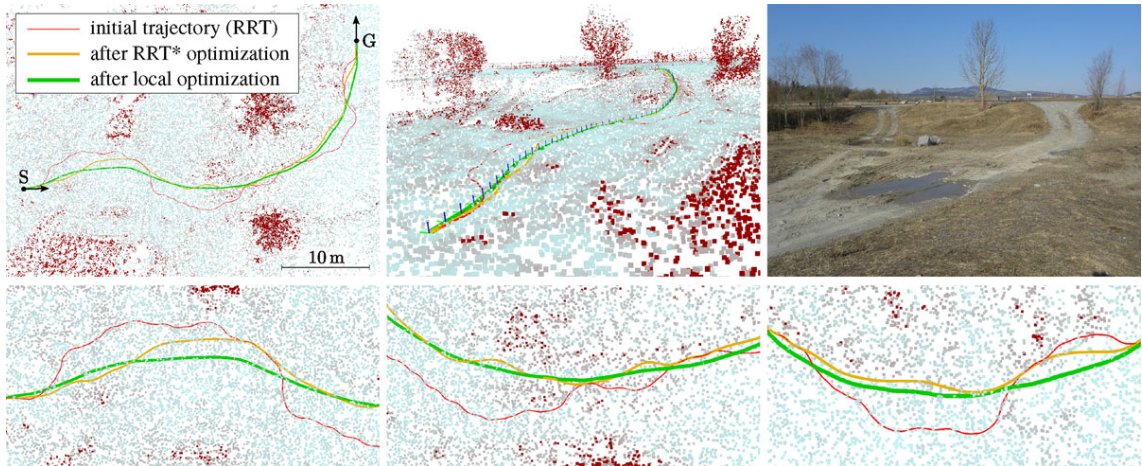 initial trajectory (RRT)
after RRT* optimization
after local optimization
G
S
10 m